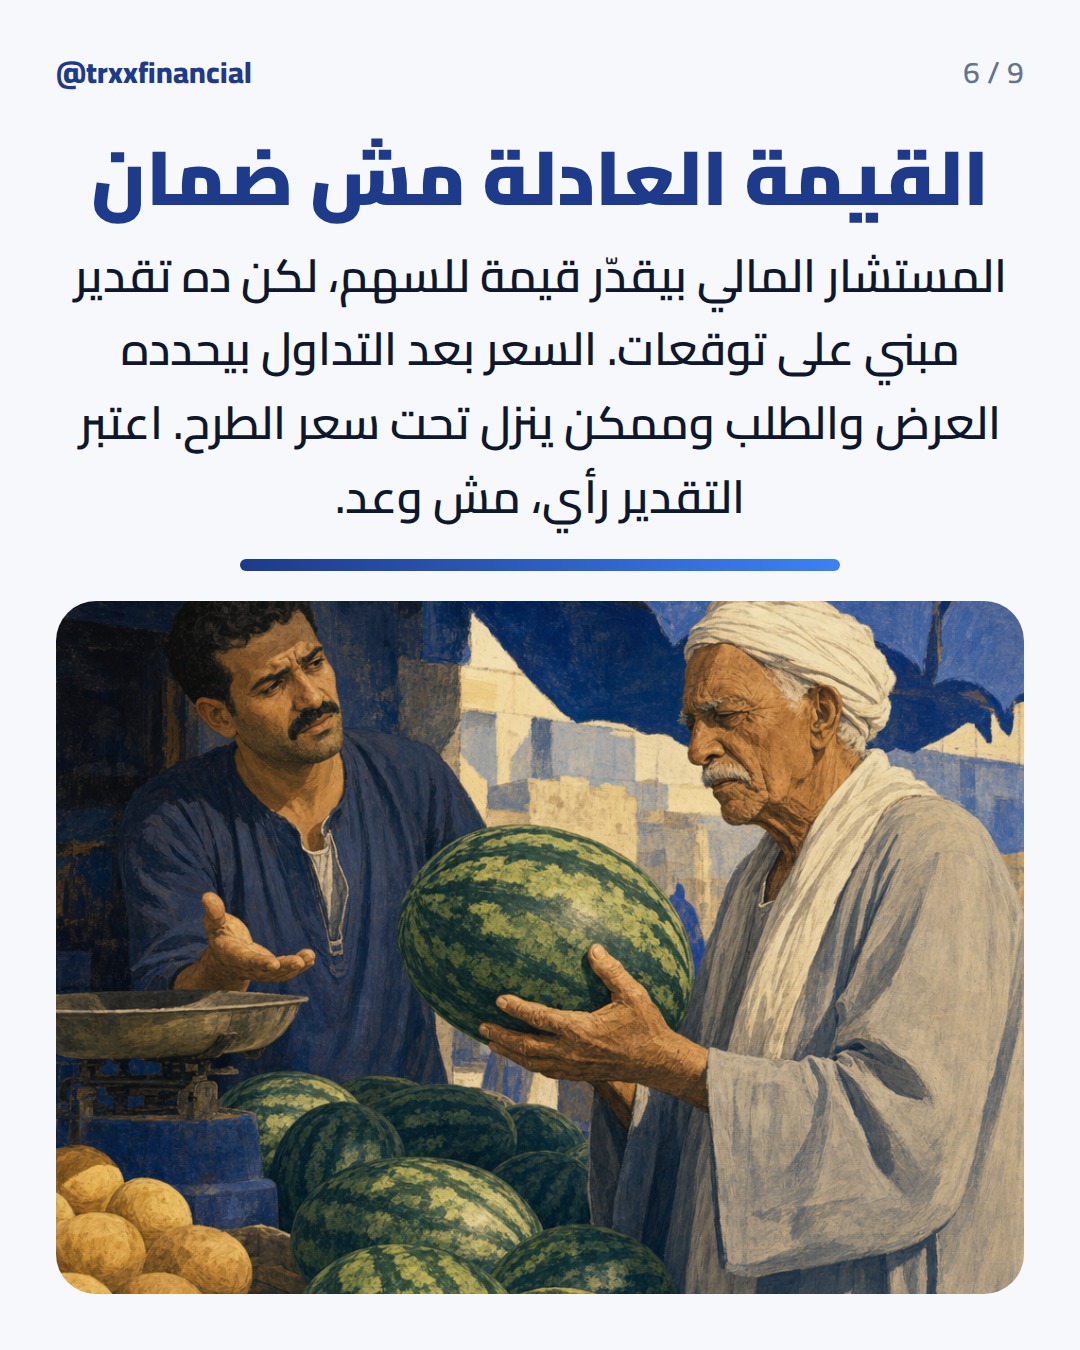 @trxxfinancial
6 / 9
القيمة العادلة مش ضمان
المستشار المالي بيقدّر قيمة للسهم، لكن ده تقدير
مبني على توقعات. السعر بعد التداول بيحدده
العرض والطلب وممكن ينزل تحت سعر الطرح. اعتبر
التقدير رأي، مش وعد.